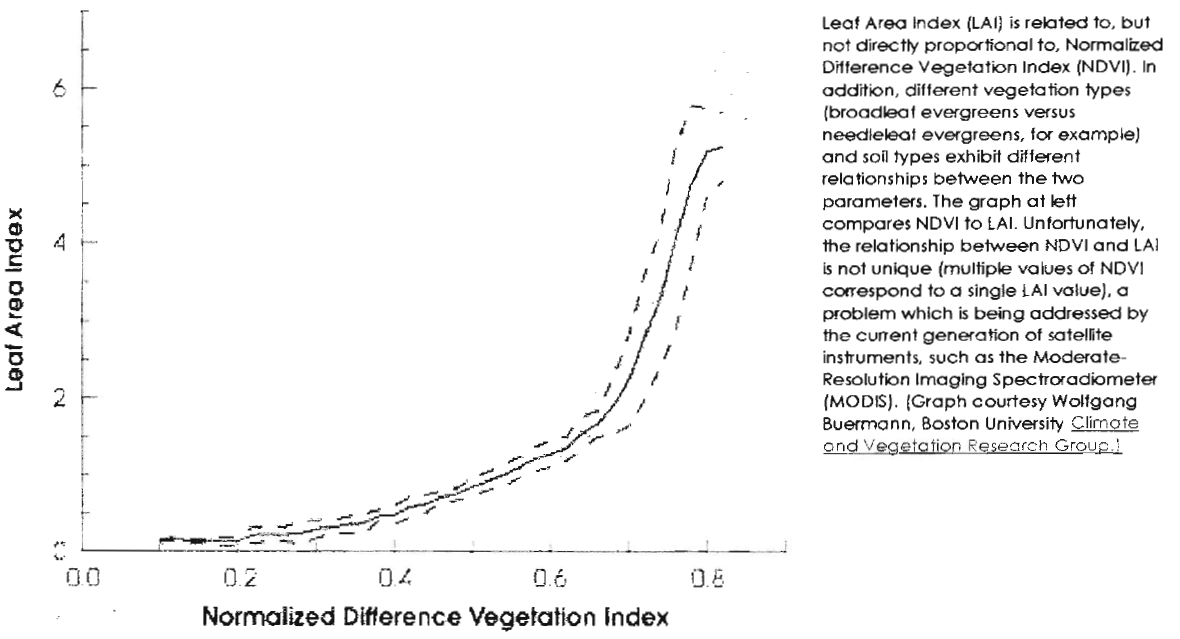 6
4
2
0
0.0 0.2 0.4 0.6 0.8
Leaf Area Index
Normalized Difference Vegetation Index
Leaf Area Index (LAI) is related to, but
not directly proportional to, Normalized
Difference Vegetation Index (NDVI). In
addition, different vegetation types
(broadleaf evergreens versus
needleleaf evergreens, for example)
and soil types exhibit different
relationships between the two
parameters. The graph at left
compares NDVI to LAI. Unfortunately,
the relationship between NDVI and LAI
is not unique (multiple values of NDVI
correspond to a single LAI value), a
problem which is being addressed by
the current generation of satellite
instruments, such as the Moderate-
Resolution Imaging Spectroradiometer
(MODIS). (Graph courtesy Wolfgang
Buermann, Boston University Climate
and Vegetation Research Group.)